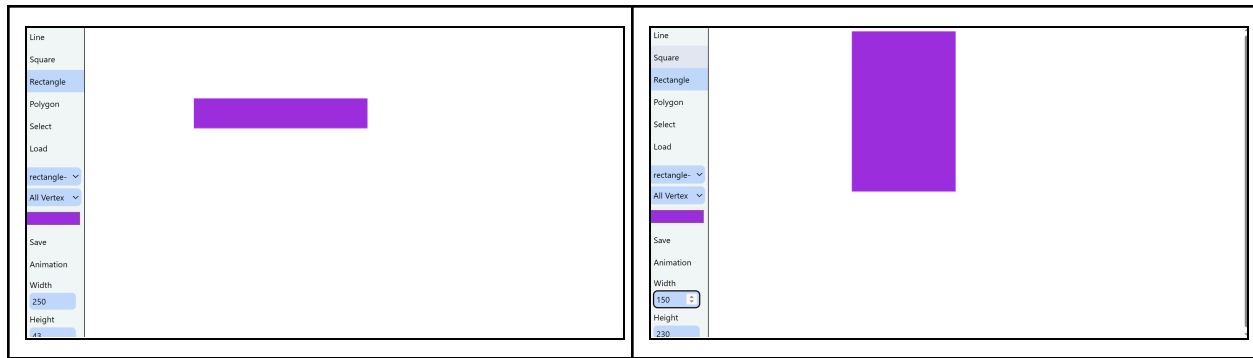 Line
Square
Rectangle
Polygon
Select
Load
rectangle-
All Vertex
Save
Animation
Width
250
Height
43
Line
Square
Rectangle
Polygon
Select
Load
rectangle-
All Vertex
Save
Animation
Width
150
Height
230